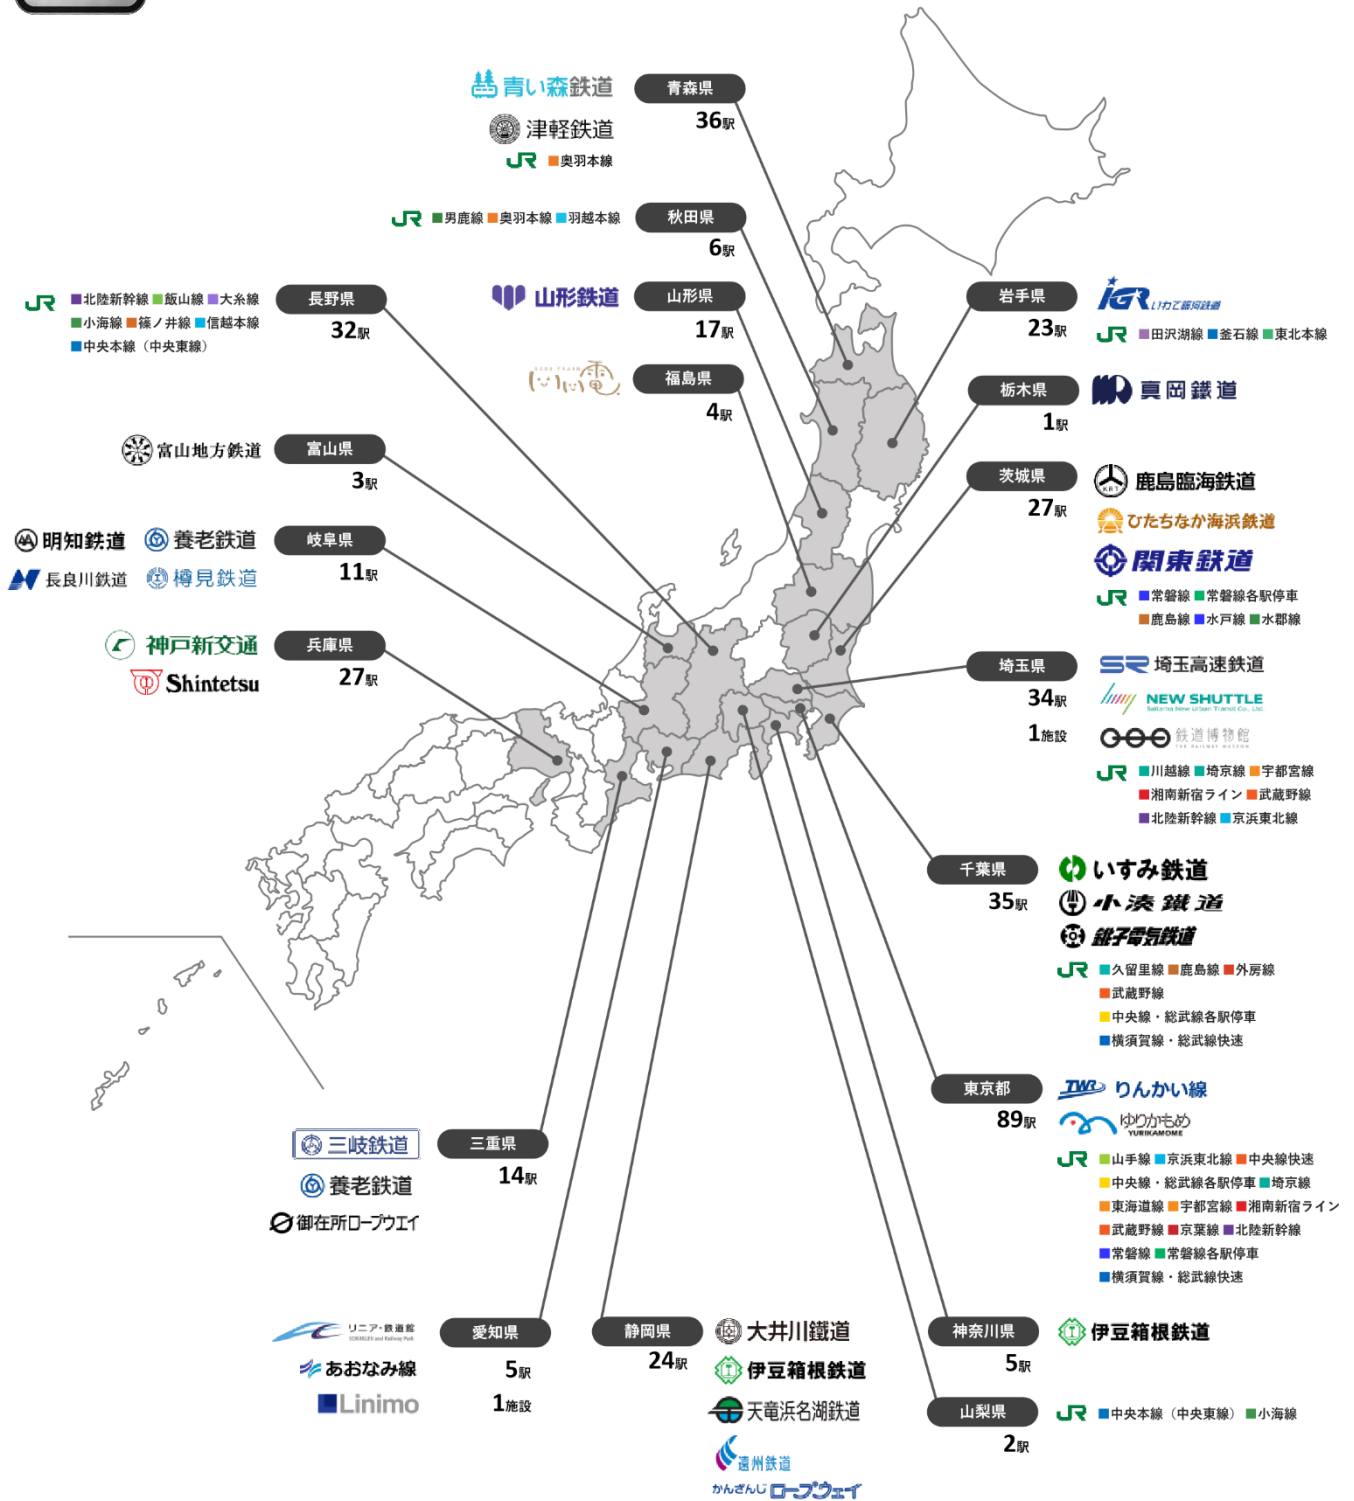 青い森鉄道
青森県
36駅
津軽鉄道
JR
奥羽本線
秋田県
6駅
JR
男鹿線 奥羽本線 羽越本線
長野県
32駅
JR
北陸新幹線 飯山線 大糸線
小海線 篠ノ井線 信越本線
中央本線（中央東線）
山形鉄道
山形県
17駅
岩手県
23駅
IGR いわて銀河鉄道
JR
田沢湖線 釜石線 東北本線
福島県
4駅
栃木県
1駅
真岡鐵道
富山地方鉄道
富山県
3駅
茨城県
27駅
鹿島臨海鉄道
ひたちなか海浜鉄道
関東鉄道
JR
常磐線 常磐線各駅停車
鹿島線 水戸線 水郡線
明知鉄道
養老鉄道
長良川鉄道
樽見鉄道
岐阜県
11駅
神戸新交通
Shintetsu
兵庫県
27駅
埼玉県
34駅
1施設
SR 埼玉高速鉄道
NEW SHUTTLE
Saitama New Urban Transit Co., Ltd.
鉄道博物館
THE RAILWAY MUSEUM
JR
川越線 埼京線 宇都宮線
湘南新宿ライン 武蔵野線
北陸新幹線 京浜東北線
千葉県
35駅
いすみ鉄道
小湊鐵道
銚子電気鉄道
JR
久留里線 鹿島線 外房線
武蔵野線
中央線・総武線各駅停車
横須賀線・総武線快速
東京都
89駅
TWR りんかい線
ゆりかもめ
YURIKAMOME
JR
山手線 京浜東北線 中央線快速
中央線・総武線各駅停車 埼京線
東海道線 宇都宮線 湘南新宿ライン
武蔵野線 京葉線 北陸新幹線
常磐線 常磐線各駅停車
横須賀線・総武線快速
三岐鉄道
養老鉄道
御在所ロープウエイ
三重県
14駅
リニア・鉄道館
SCMAGLEV and Railway Park
あおなみ線
Linimo
愛知県
5駅
1施設
静岡県
24駅
大井川鐵道
伊豆箱根鉄道
天竜浜名湖鉄道
遠州鉄道
かんざんじ ロープウェイ
神奈川県
5駅
伊豆箱根鉄道
山梨県
2駅
JR
中央本線（中央東線） 小海線